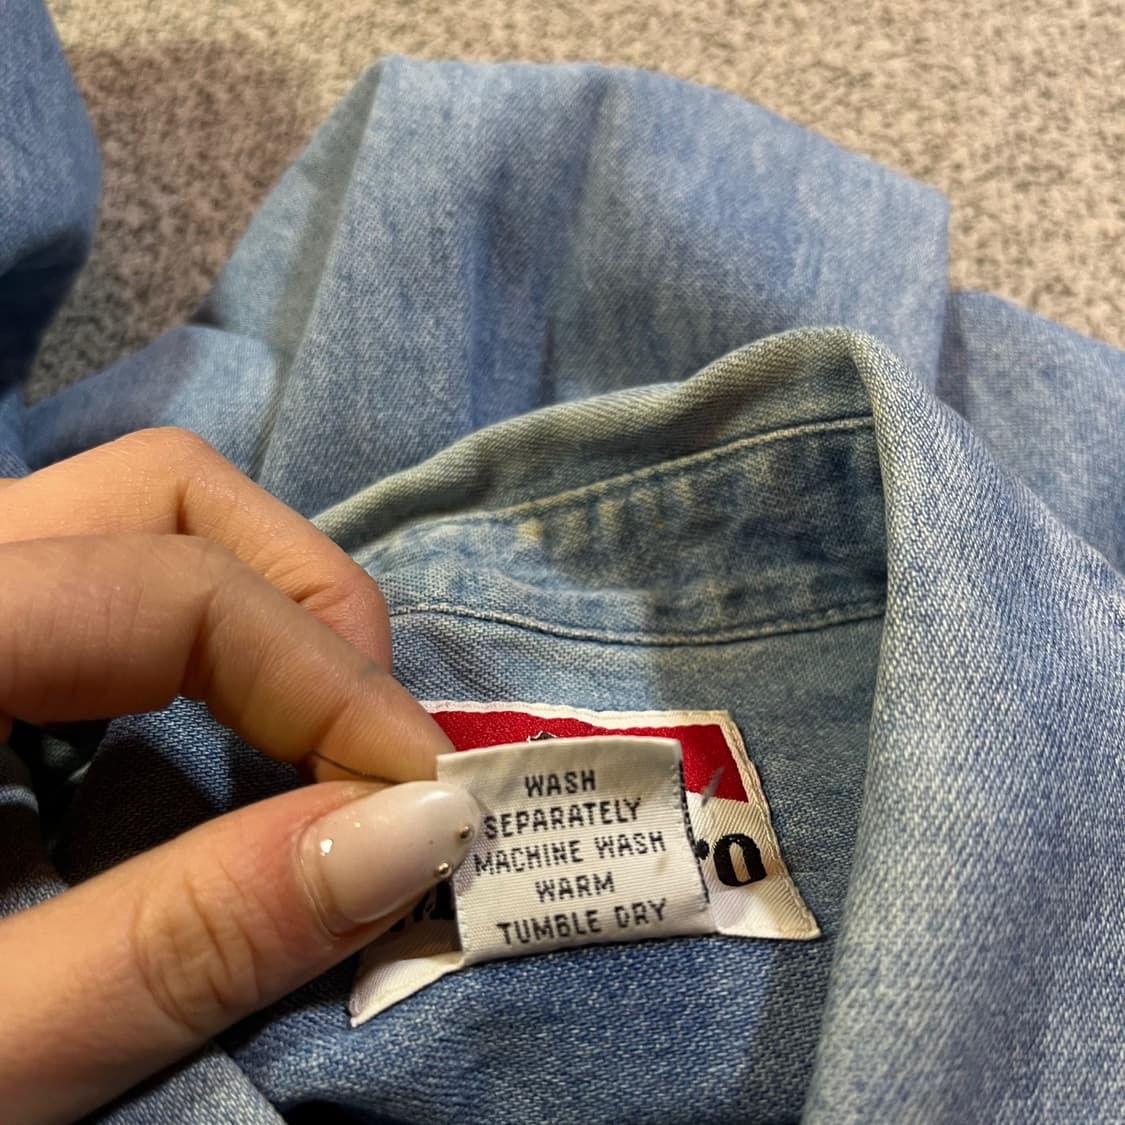 WASH
SEPARATELY
MACHINE WASH
WARM
TUMBLE DRY